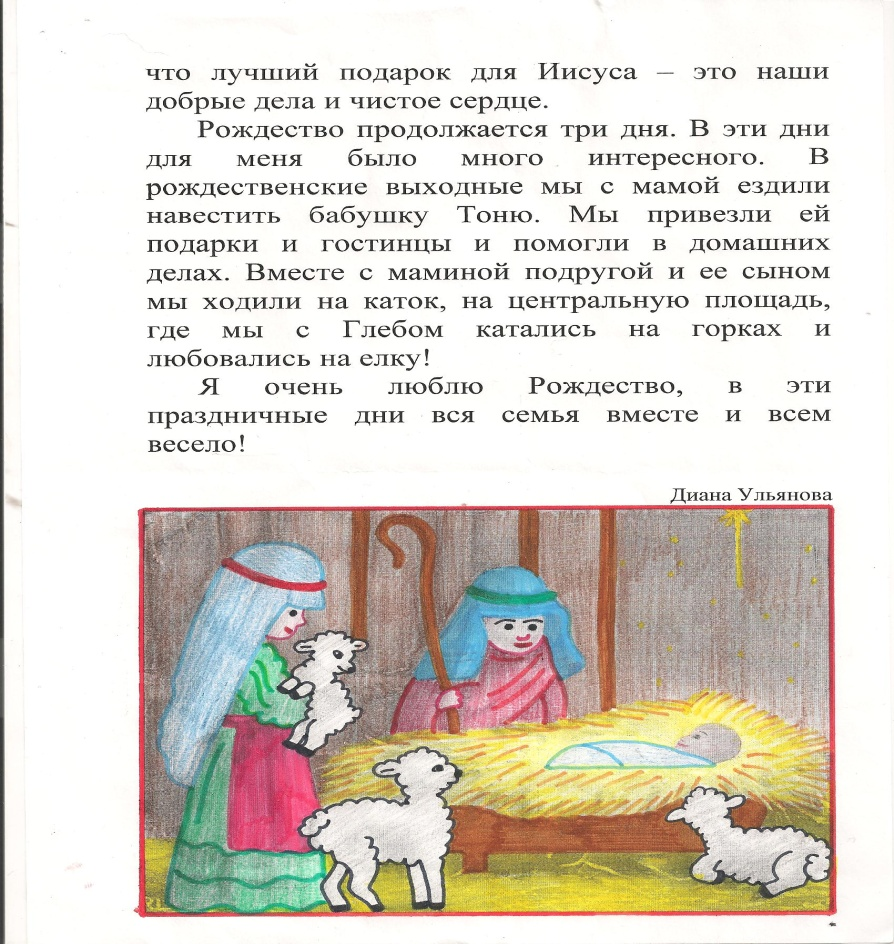 что лучший подарок для Иисуса – это наши
добрые дела и чистое сердце.
Рождество продолжается три дня. В эти дни
для меня было много интересного. В
рождественские выходные мы с мамой ездили
навестить бабушку Тоню. Мы привезли ей
подарки и гостинцы и помогли в домашних
делах. Вместе с маминой подругой и ее сыном
мы ходили на каток, на центральную площадь,
где мы с Глебом катались на горках и
любовались на елку!
Я очень люблю Рождество, в эти
праздничные дни вся семья вместе и всем
весело!
Диана Ульянова